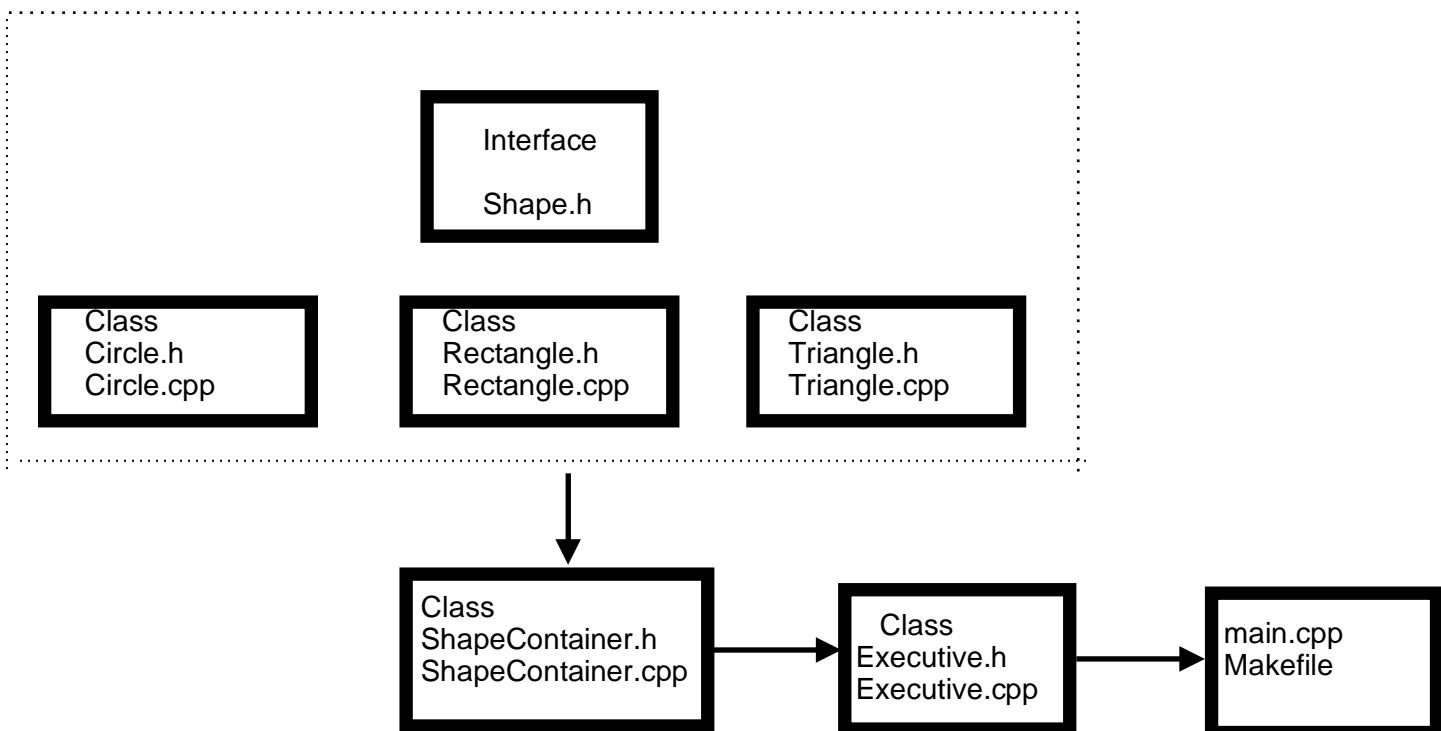 Interface
Shape.h
Class
Circle.h
Circle.cpp
Class
Rectangle.h
Rectangle.cpp
Class
Triangle.h
Triangle.cpp
Class
ShapeContainer.h
ShapeContainer.cpp
Class
Executive.h
Executive.cpp
main.cpp
Makefile